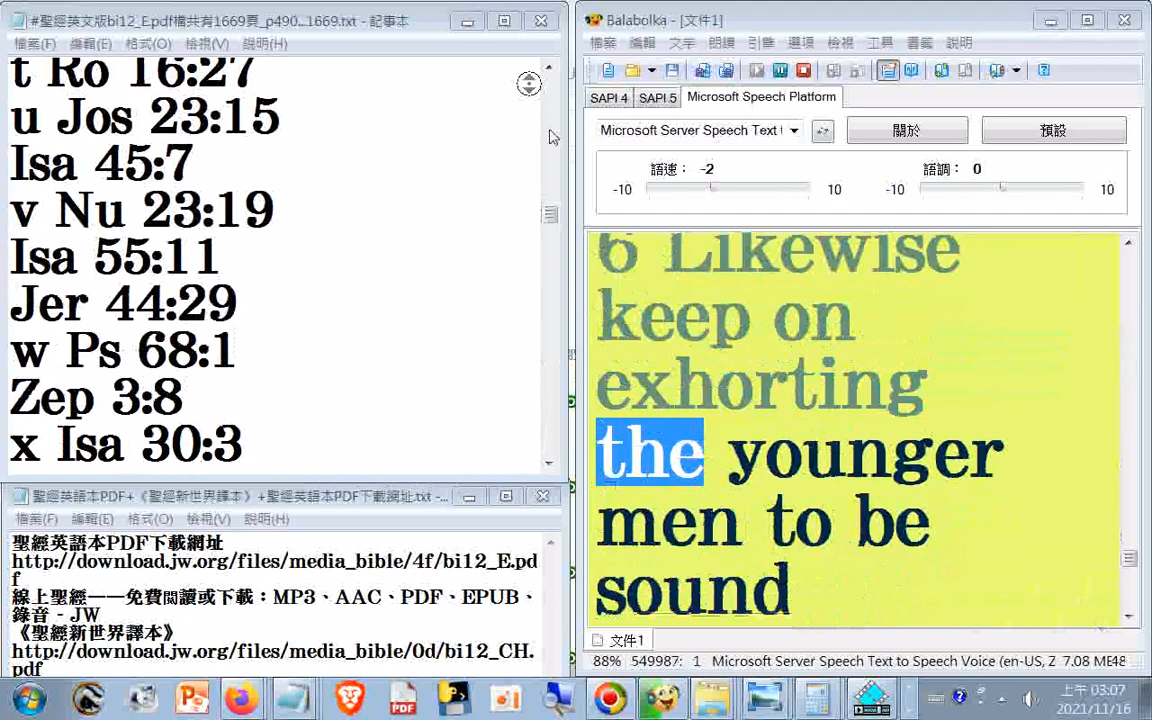 #聖經英文版bi12_E.pdf檔共有1669頁_p490...1669.txt - 記事本
檔案(F) 編輯(E) 格式(O) 檢視(V) 說明(H)
t Ro 16:27
u Jos 23:15
Isa 45:7
v Nu 23:19
Isa 55:11
Jer 44:29
w Ps 68:1
Zep 3:8
x Isa 30:3
聖經英語本PDF+《聖經新世界譯本》+聖經英語本PDF下載網址.txt -...
檔案(F) 編輯(E) 格式(O) 檢視(V) 說明(H)
聖經英語本PDF下載網址
http://download.jw.org/files/media_bible/4f/bi12_E.pd
f
線上聖經──免費閱讀或下載：MP3、AAC、PDF、EPUB、
錄音 - JW
《聖經新世界譯本》
http://download.jw.org/files/media_bible/0d/bi12_CH.
pdf
Balabolka - [文件1]
檔案 編輯 文字 朗讀 引擎 選項 檢視 工具 書籤 說明
SAPI 4 SAPI 5 Microsoft Speech Platform
Microsoft Server Speech Text 關於 預設
語速： -2 語調： 0
-10 10 -10 10
6 Likewise
keep on
exhorting
the younger
men to be
sound
文件1
88% 549987: 1 Microsoft Server Speech Text to Speech Voice (en-US, Z 7.08 ME48
上午 03:07
2021/11/16